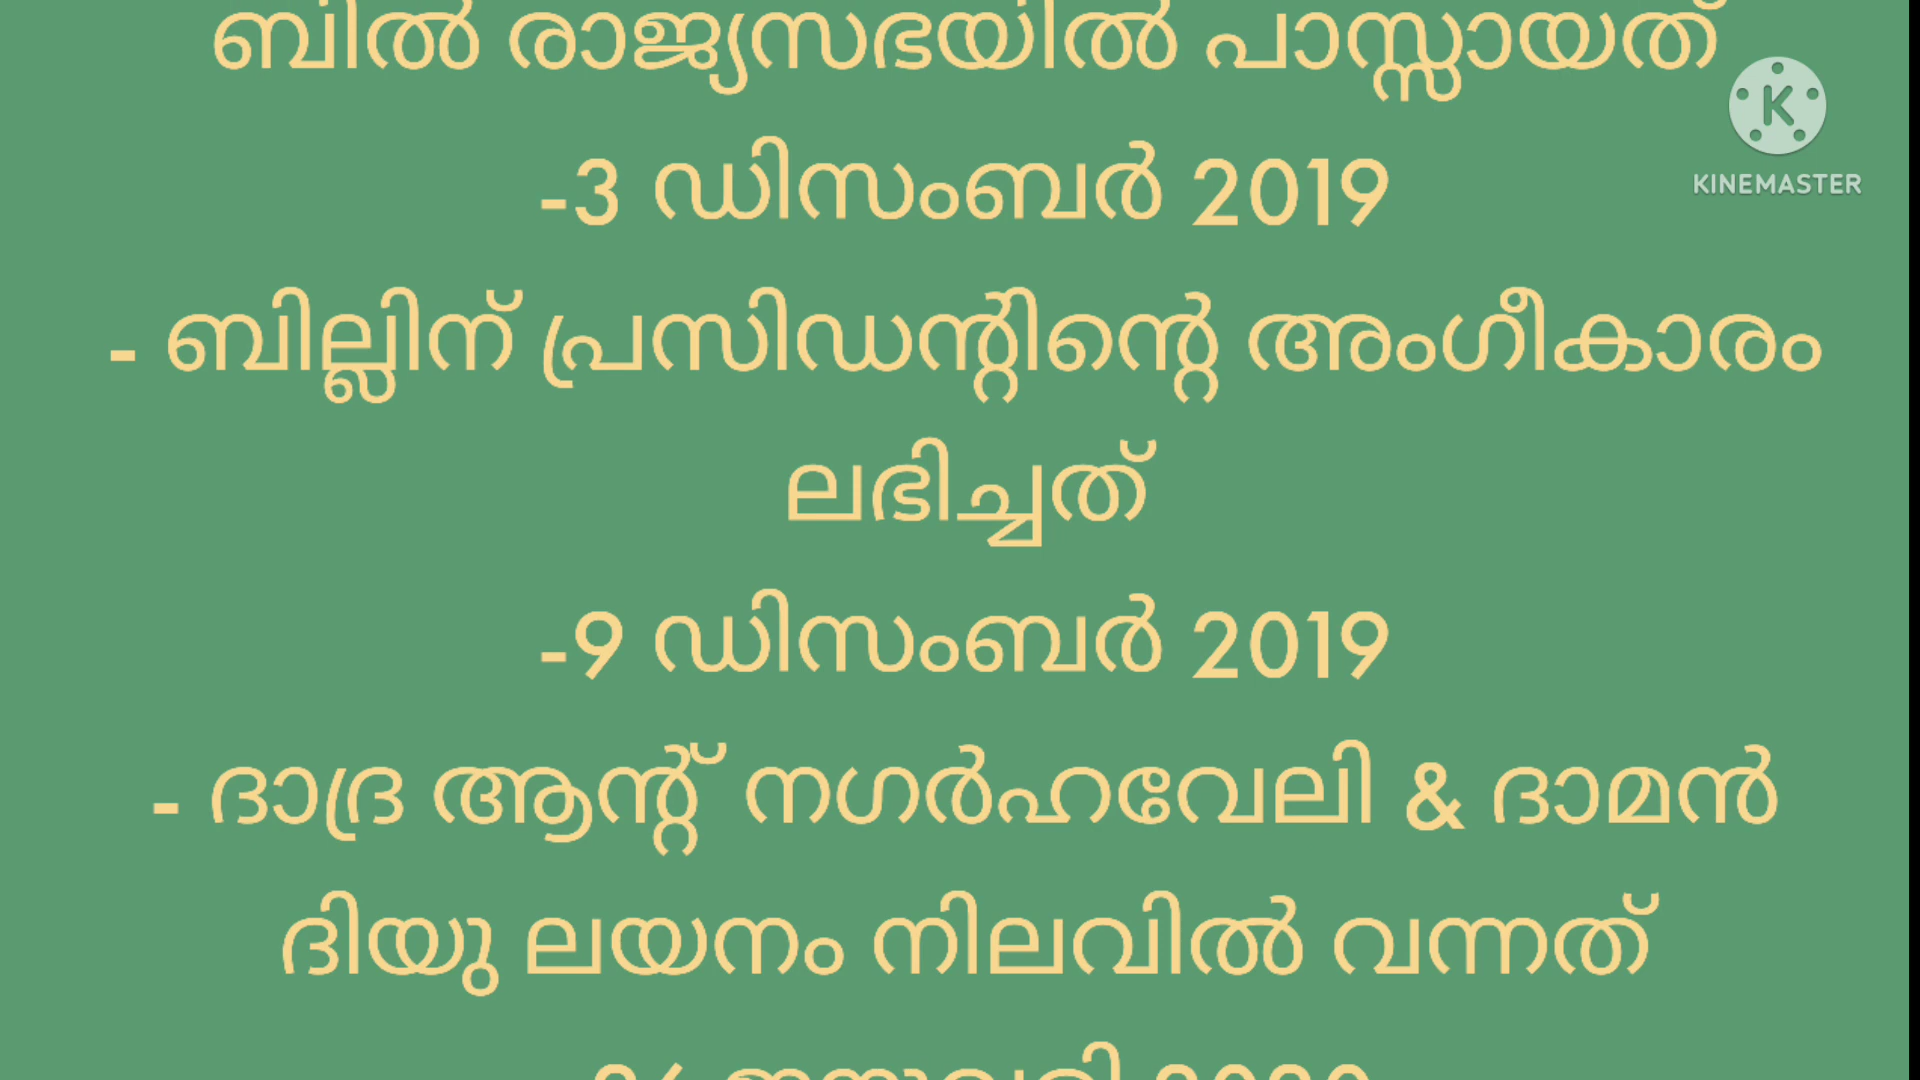 ബിൽ രാജ്യസഭയിൽ പാസ്സായത്
KINEMASTER
-3 ഡിസംബർ 2019
- ബില്ലിന് പ്രസിഡന്റിന്റെ അംഗീകാരം
ലഭിച്ചത്
-9 ഡിസംബർ 2019
- ദാദ്ര ആന്റ് നഗർഹവേലി & ദാമൻ
ദിയു ലയനം നിലവിൽ വന്നത്